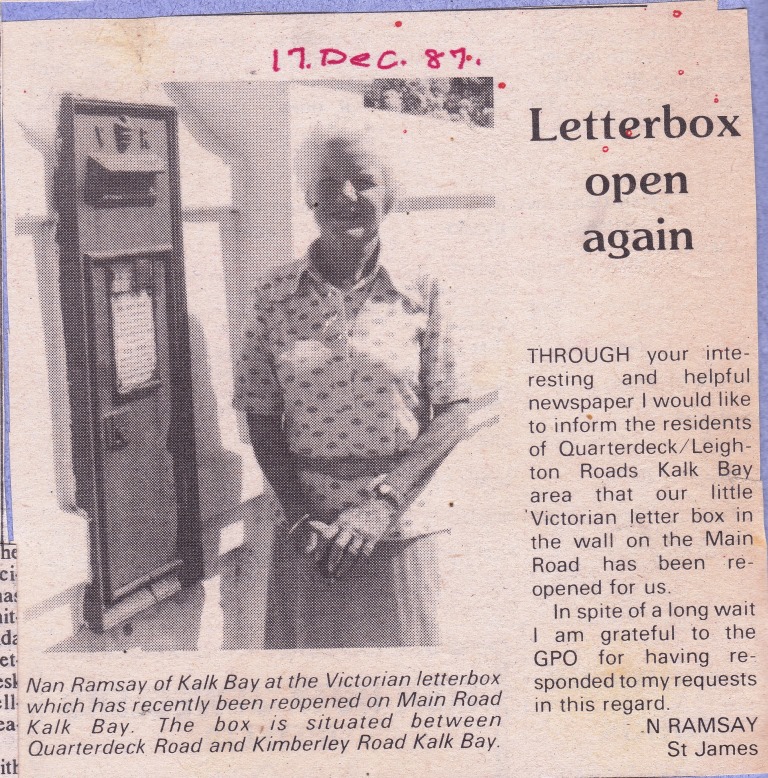 17. Dec. 87.
Letterbox
open
again
THROUGH your inte-
resting and helpful
newspaper I would like
to inform the residents
of Quarterdeck/Leigh-
ton Roads Kalk Bay
area that our little
Victorian letter box in
the wall on the Main
Road has been re-
opened for us.
In spite of a long wait
I am grateful to the
GPO for having re-
sponded to my requests
in this regard.
N RAMSAY
St James
Nan Ramsay of Kalk Bay at the Victorian letterbox
which has recently been reopened on Main Road
Kalk Bay. The box is situated between
Quarterdeck Road and Kimberley Road Kalk Bay.